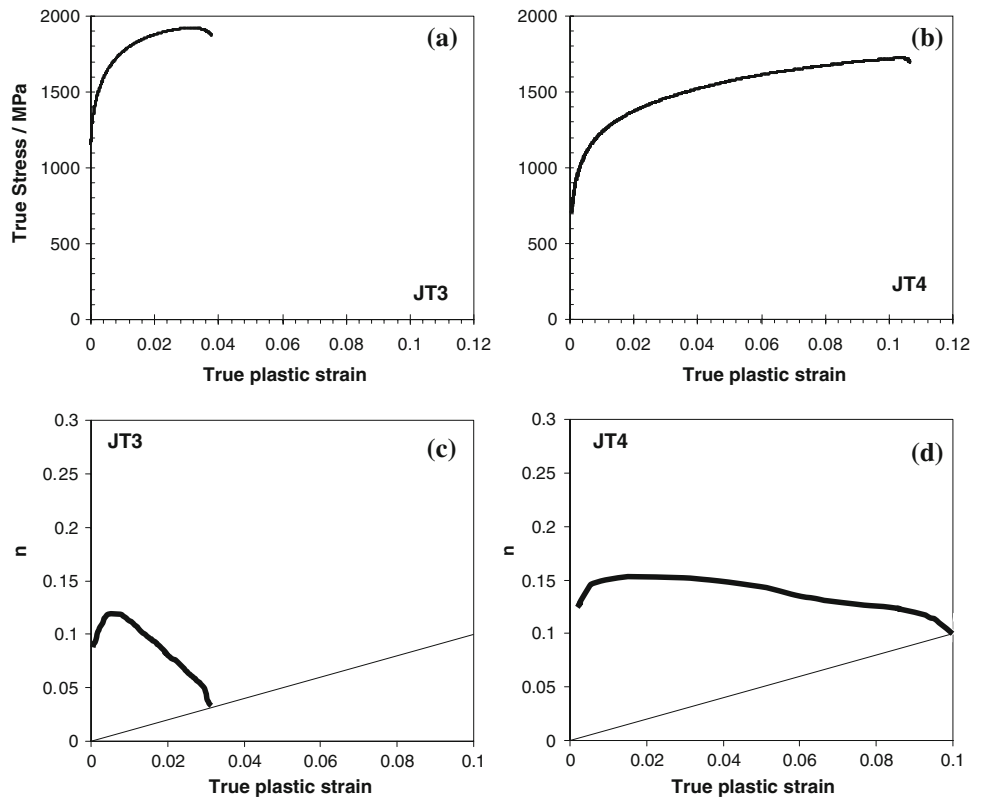 2000
1500
1000
500
0
True Stress / MPa
(a)
JT3
0 0.02 0.04 0.06 0.08 0.1 0.12
True plastic strain
2000
1500
1000
500
0
(b)
JT4
0 0.02 0.04 0.06 0.08 0.1 0.12
True plastic strain
0.3
0.25
0.2
0.15
0.1
0.05
0
n
JT3
(c)
0 0.02 0.04 0.06 0.08 0.1
True plastic strain
0.3
0.25
0.2
0.15
0.1
0.05
0
n
JT4
(d)
0 0.02 0.04 0.06 0.08 0.1
True plastic strain